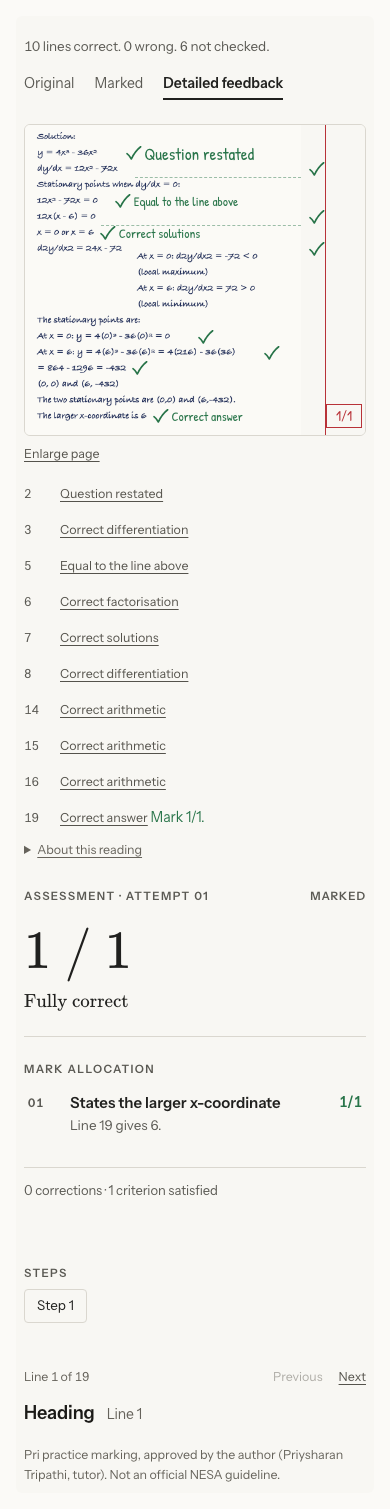 10 lines correct. 0 wrong. 6 not checked.
Original Marked Detailed feedback
Solution:
y = 4x³ - 36x² ✓ Question restated
dy/dx = 12x² - 72x ✓
Stationary points when dy/dx = 0:
12x² - 72x = 0 ✓ Equal to the line above
12x(x - 6) = 0 ✓
x = 0 or x = 6 ✓ Correct solutions
d2y/dx2 = 24x - 72 ✓
At x = 0: d2y/dx2 = -72 < 0
(local maximum)
At x = 6: d2y/dx2 = 72 > 0
(local minimum)
The stationary points are:
At x = 0: y = 4(0)³ - 36(0)² = 0 ✓
At x = 6: y = 4(6)³ - 36(6)² = 4(216) - 36(36) ✓
= 864 - 1296 = -432 ✓
(0, 0) and (6, -432)
The two stationary points are (0,0) and (6,-432).
The larger x-coordinate is 6 ✓ Correct answer 1/1
Enlarge page
2 Question restated
3 Correct differentiation
5 Equal to the line above
6 Correct factorisation
7 Correct solutions
8 Correct differentiation
14 Correct arithmetic
15 Correct arithmetic
16 Correct arithmetic
19 Correct answer Mark 1/1.
▶ About this reading
ASSESSMENT · ATTEMPT 01 MARKED
1 / 1
Fully correct
MARK ALLOCATION
01 States the larger x-coordinate 1/1
Line 19 gives 6.
0 corrections · 1 criterion satisfied
STEPS
Step 1
Line 1 of 19 Previous Next
Heading Line 1
Pri practice marking, approved by the author (Priysharan
Tripathi, tutor). Not an official NESA guideline.